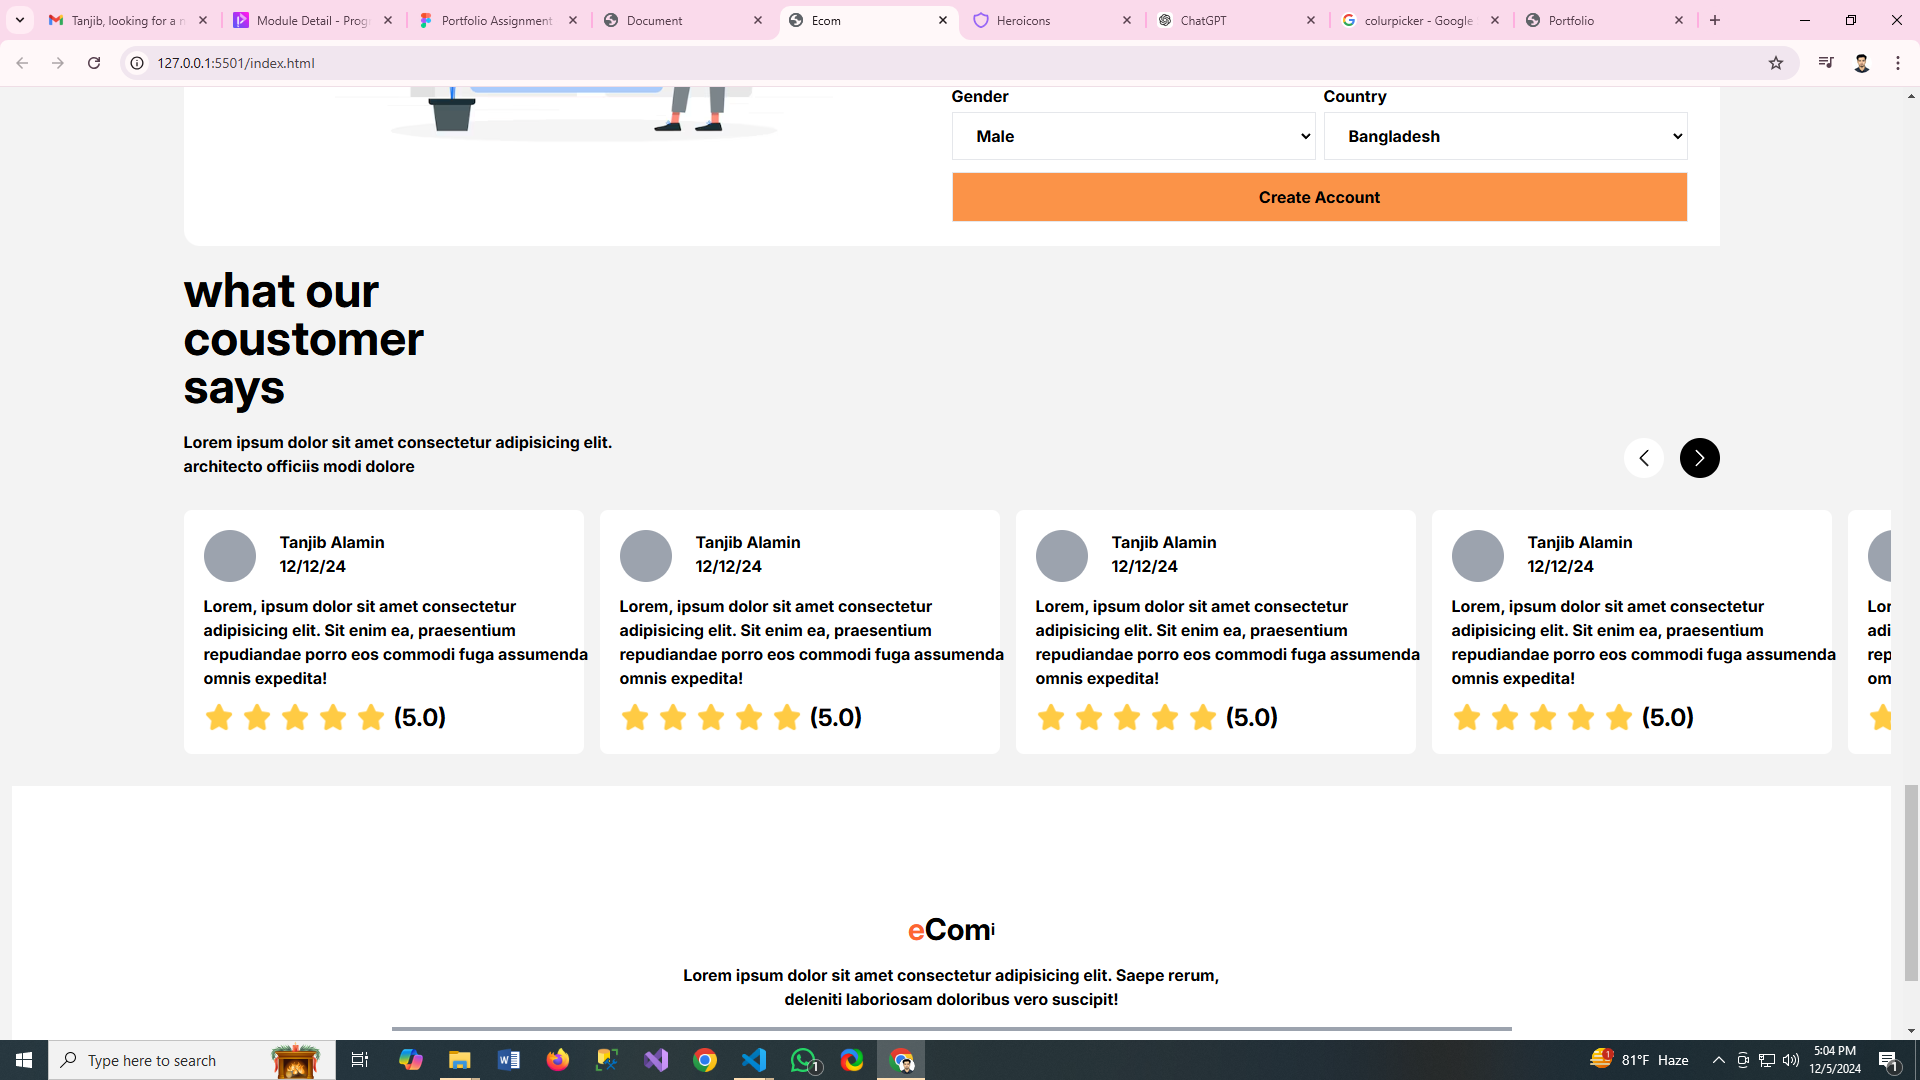 Tanjib, looking for a n
Module Detail - Progr
Portfolio Assignment
Document
Ecom
Heroicons
ChatGPT
colurpicker - Google
Portfolio
127.0.0.1:5501/index.html
Gender
Country
Male
Bangladesh
Create Account
what our
coustomer
says
Lorem ipsum dolor sit amet consectetur adipisicing elit.
architecto officiis modi dolore
Tanjib Alamin
12/12/24
Lorem, ipsum dolor sit amet consectetur
adipisicing elit. Sit enim ea, praesentium
repudiandae porro eos commodi fuga assumenda
omnis expedita!
(5.0)
Tanjib Alamin
12/12/24
Lorem, ipsum dolor sit amet consectetur
adipisicing elit. Sit enim ea, praesentium
repudiandae porro eos commodi fuga assumenda
omnis expedita!
(5.0)
Tanjib Alamin
12/12/24
Lorem, ipsum dolor sit amet consectetur
adipisicing elit. Sit enim ea, praesentium
repudiandae porro eos commodi fuga assumenda
omnis expedita!
(5.0)
Tanjib Alamin
12/12/24
Lorem, ipsum dolor sit amet consectetur
adipisicing elit. Sit enim ea, praesentium
repudiandae porro eos commodi fuga assumenda
omnis expedita!
(5.0)
Lor
adi
rep
om
eComi
Lorem ipsum dolor sit amet consectetur adipisicing elit. Saepe rerum,
deleniti laboriosam doloribus vero suscipit!
Type here to search
1
1
81°F Haze
5:04 PM
12/5/2024
1